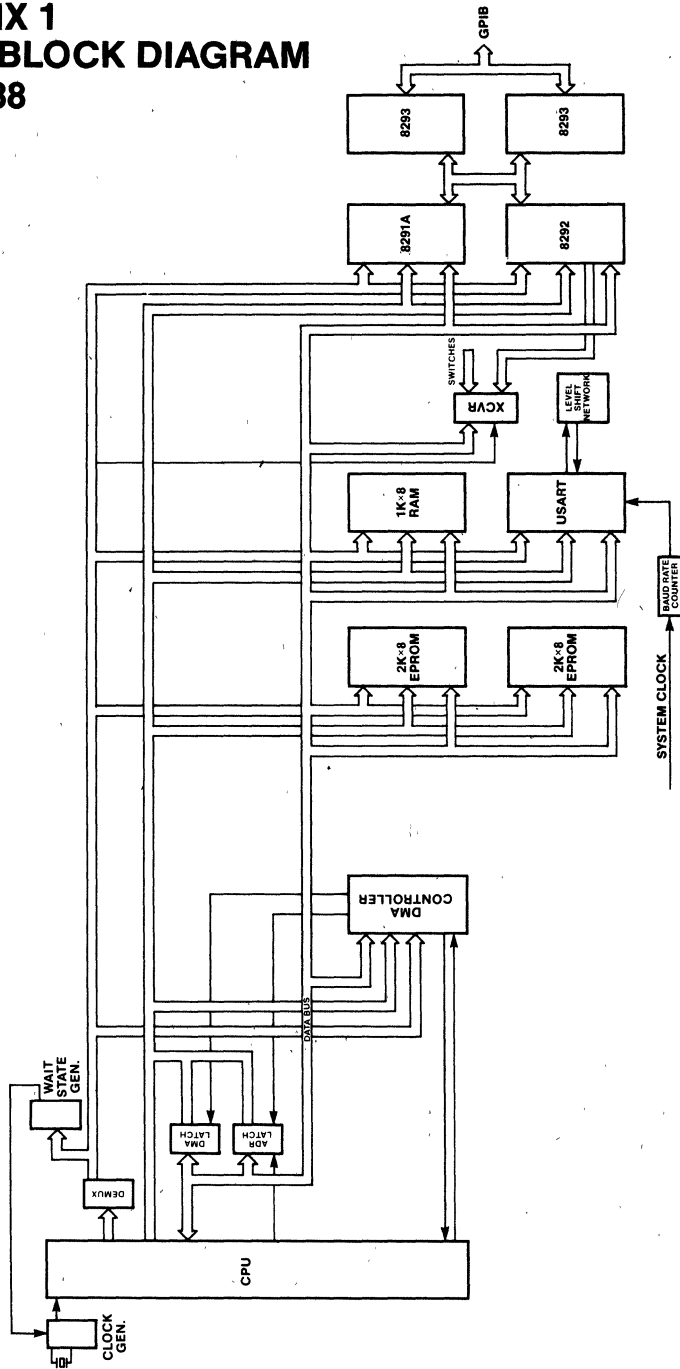 IX 1
BLOCK DIAGRAM
88
GPIB
8293
8293
8291A
8292
SWITCHES
XCVR
LEVEL
SHIFT
NETWORK
1K×8
RAM
USART
BAUD RATE
COUNTER
2K×8
EPROM
2K×8
EPROM
SYSTEM CLOCK
DMA
CONTROLLER
DATA BUS
WAIT
STATE
GEN.
DMA
LATCH
ADR
LATCH
DEMUX
CPU
CLOCK
GEN.